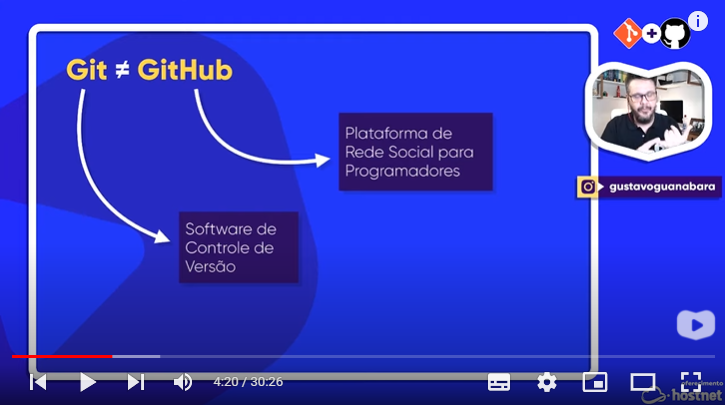 Git ≠ GitHub
Plataforma de
Rede Social para
Programadores
gustavoguanabara
Software de
Controle de
Versão
4:20 / 30:26
oferecimento
hostnet